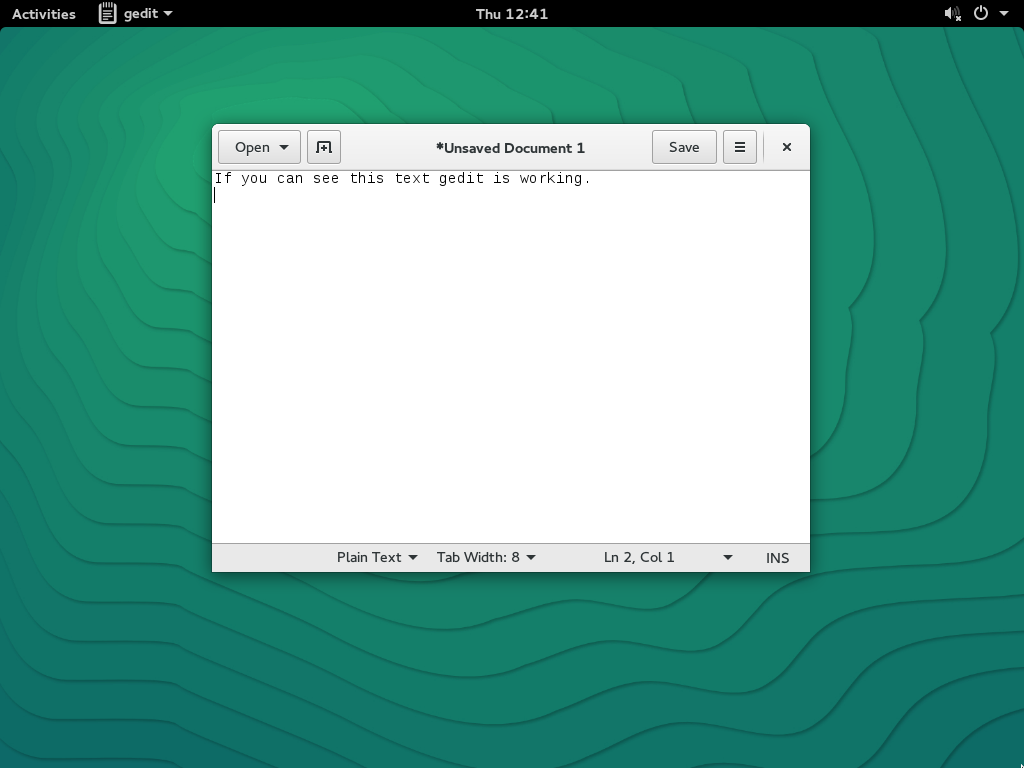 Activities gedit Thu 12:41
Open *Unsaved Document 1 Save
If you can see this text gedit is working.
Plain Text Tab Width: 8 Ln 2, Col 1 INS